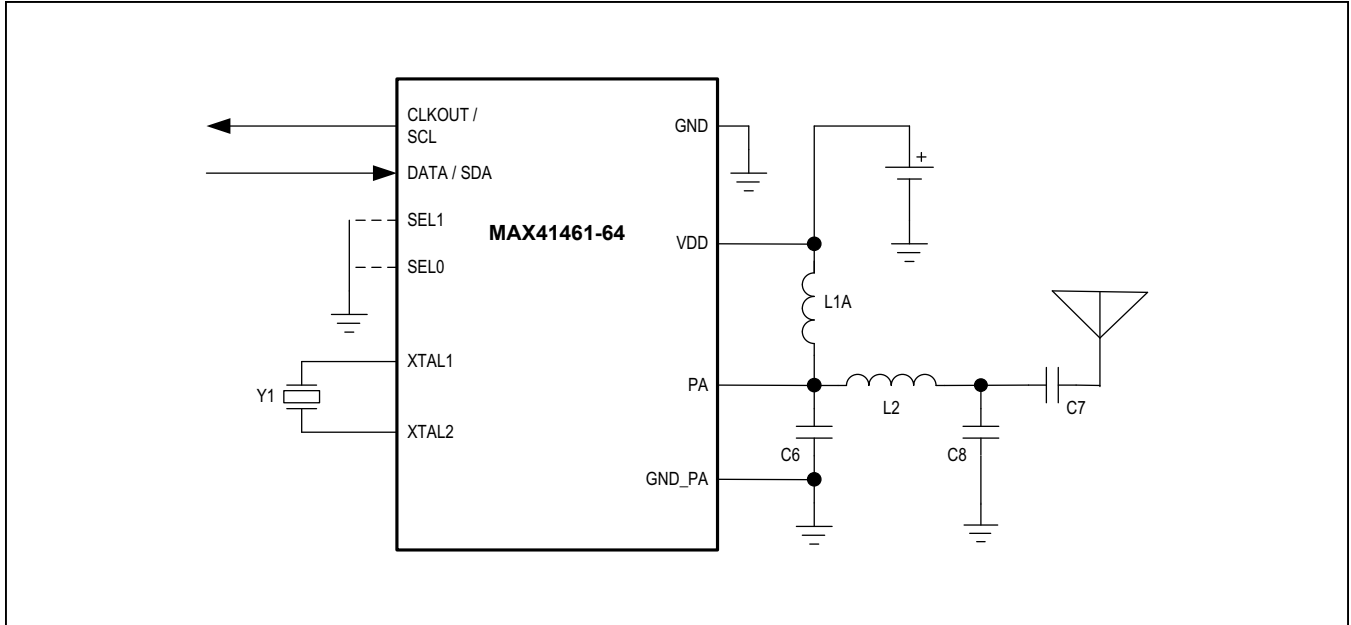 CLKOUT /
SCL
GND
DATA / SDA
+
SEL1
MAX41461-64
VDD
SEL0
L1A
XTAL1
PA
Y1
L2
C7
XTAL2
C6
C8
GND_PA